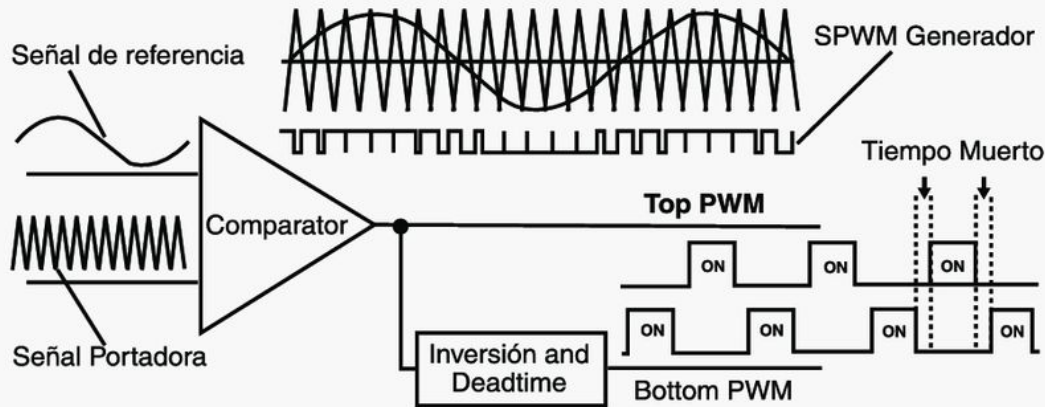 Señal de referencia
SPWM Generador
Tiempo Muerto
Comparator
Top PWM
ON
ON
ON
ON
ON
ON
ON
Señal Portadora
Inversión and
Deadtime
Bottom PWM